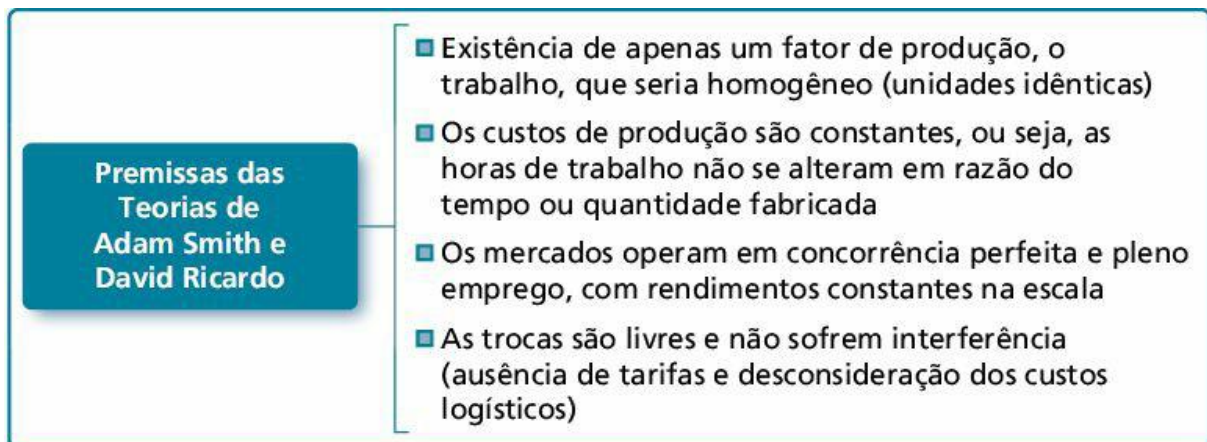 Premissas das
Teorias de
Adam Smith e
David Ricardo
Existência de apenas um fator de produção, o
trabalho, que seria homogêneo (unidades idênticas)
Os custos de produção são constantes, ou seja, as
horas de trabalho não se alteram em razão do
tempo ou quantidade fabricada
Os mercados operam em concorrência perfeita e pleno
emprego, com rendimentos constantes na escala
As trocas são livres e não sofrem interferência
(ausência de tarifas e desconsideração dos custos
logísticos)